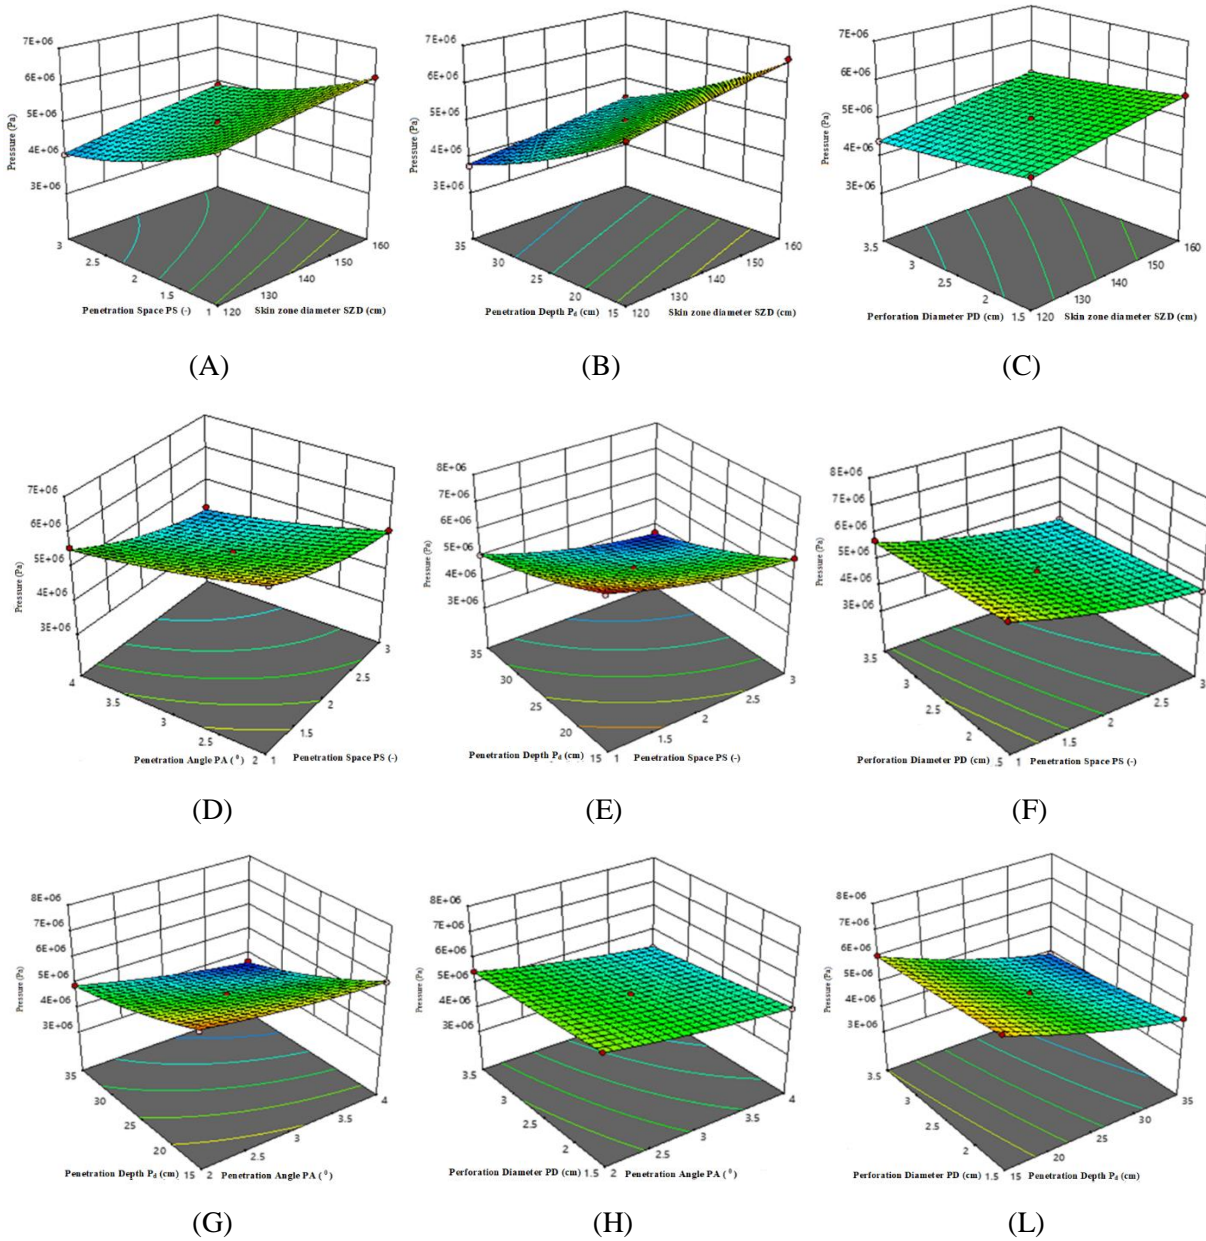 7E+06
6E+06
5E+06
4E+06
3E+06
Pressure (Pa)
3
2.5
2
1.5
1
120
130
140
150
160
Penetration Space PS (-)
Skin zone diameter SZD (cm)
(A)
7E+06
6E+06
5E+06
4E+06
3E+06
Pressure (Pa)
35
30
25
20
15
120
130
140
150
160
Penetration Depth Pd (cm)
Skin zone diameter SZD (cm)
(B)
7E+06
6E+06
5E+06
4E+06
3E+06
Pressure (Pa)
3.5
3
2.5
2
1.5
120
130
140
150
160
Perforation Diameter PD (cm)
Skin zone diameter SZD (cm)
(C)
7E+06
6E+06
5E+06
4E+06
3E+06
Pressure (Pa)
4
3.5
3
2.5
2
1
1.5
2
2.5
3
Penetration Angle PA (⁰)
Penetration Space PS (-)
(D)
8E+06
7E+06
6E+06
5E+06
4E+06
3E+06
Pressure (Pa)
35
30
25
20
15
1
1.5
2
2.5
3
Penetration Depth Pd (cm)
Penetration Space PS (-)
(E)
8E+06
7E+06
6E+06
5E+06
4E+06
3E+06
Pressure (Pa)
3.5
3
2.5
2
.5
1
1.5
2
2.5
3
Perforation Diameter PD (cm)
Penetration Space PS (-)
(F)
8E+06
7E+06
6E+06
5E+06
4E+06
3E+06
Pressure (Pa)
35
30
25
20
15
2
2.5
3
3.5
4
Penetration Depth Pd (cm)
Penetration Angle PA (⁰)
(G)
8E+06
7E+06
6E+06
5E+06
4E+06
3E+06
Pressure (Pa)
3.5
3
2.5
2
1.5
2
2.5
3
3.5
4
Perforation Diameter PD (cm)
Penetration Angle PA (⁰)
(H)
8E+06
7E+06
6E+06
5E+06
4E+06
3E+06
Pressure (Pa)
3.5
3
2.5
2
1.5
15
20
25
30
35
Perforation Diameter PD (cm)
Penetration Depth Pd (cm)
(L)